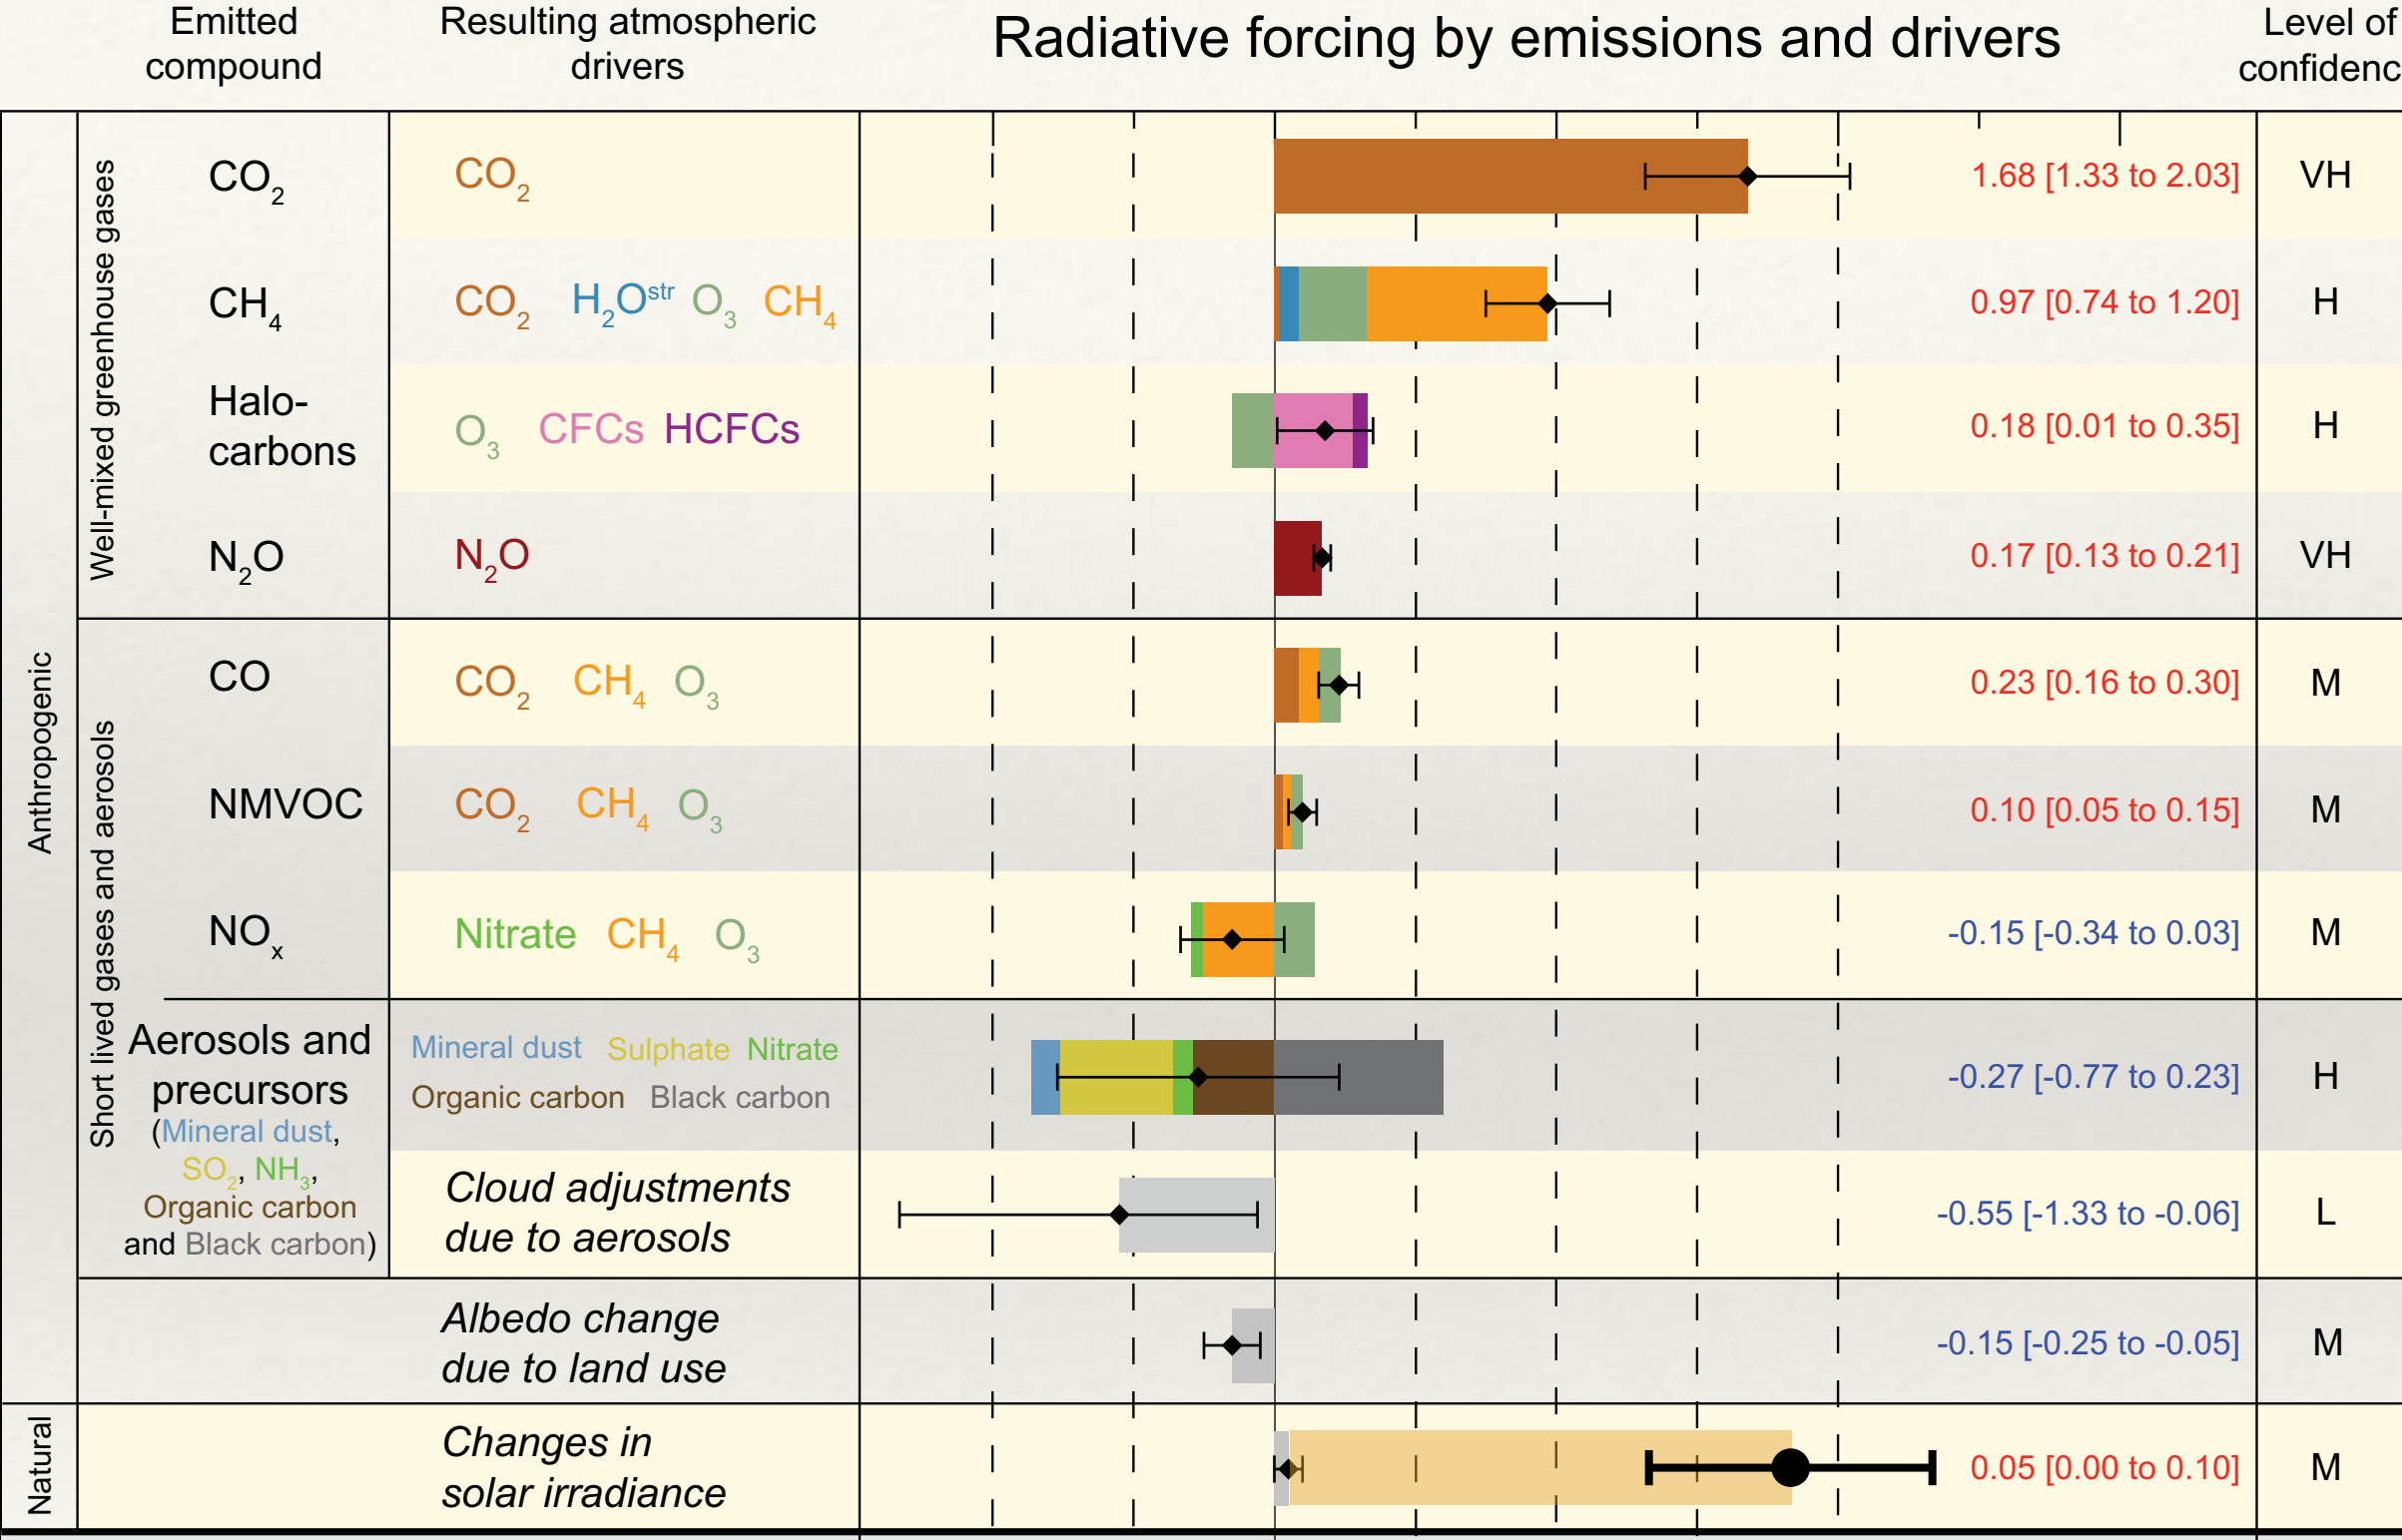 Emitted
compound
Resulting atmospheric
drivers
Radiative forcing by emissions and drivers
Level of
confidenc
Anthropogenic
Well-mixed greenhouse gases
CO2
CO2
1.68 [1.33 to 2.03]
VH
CH4
CO2 H2Ostr O3 CH4
0.97 [0.74 to 1.20]
H
Halo-
carbons
O3 CFCs HCFCs
0.18 [0.01 to 0.35]
H
N2O
N2O
0.17 [0.13 to 0.21]
VH
Short lived gases and aerosols
CO
CO2 CH4 O3
0.23 [0.16 to 0.30]
M
NMVOC
CO2 CH4 O3
0.10 [0.05 to 0.15]
M
NOx
Nitrate CH4 O3
-0.15 [-0.34 to 0.03]
M
Aerosols and
precursors
(Mineral dust,
SO2, NH3,
Organic carbon
and Black carbon)
Mineral dust Sulphate Nitrate
Organic carbon Black carbon
-0.27 [-0.77 to 0.23]
H
Cloud adjustments
due to aerosols
-0.55 [-1.33 to -0.06]
L
Albedo change
due to land use
-0.15 [-0.25 to -0.05]
M
Natural
Changes in
solar irradiance
0.05 [0.00 to 0.10]
M